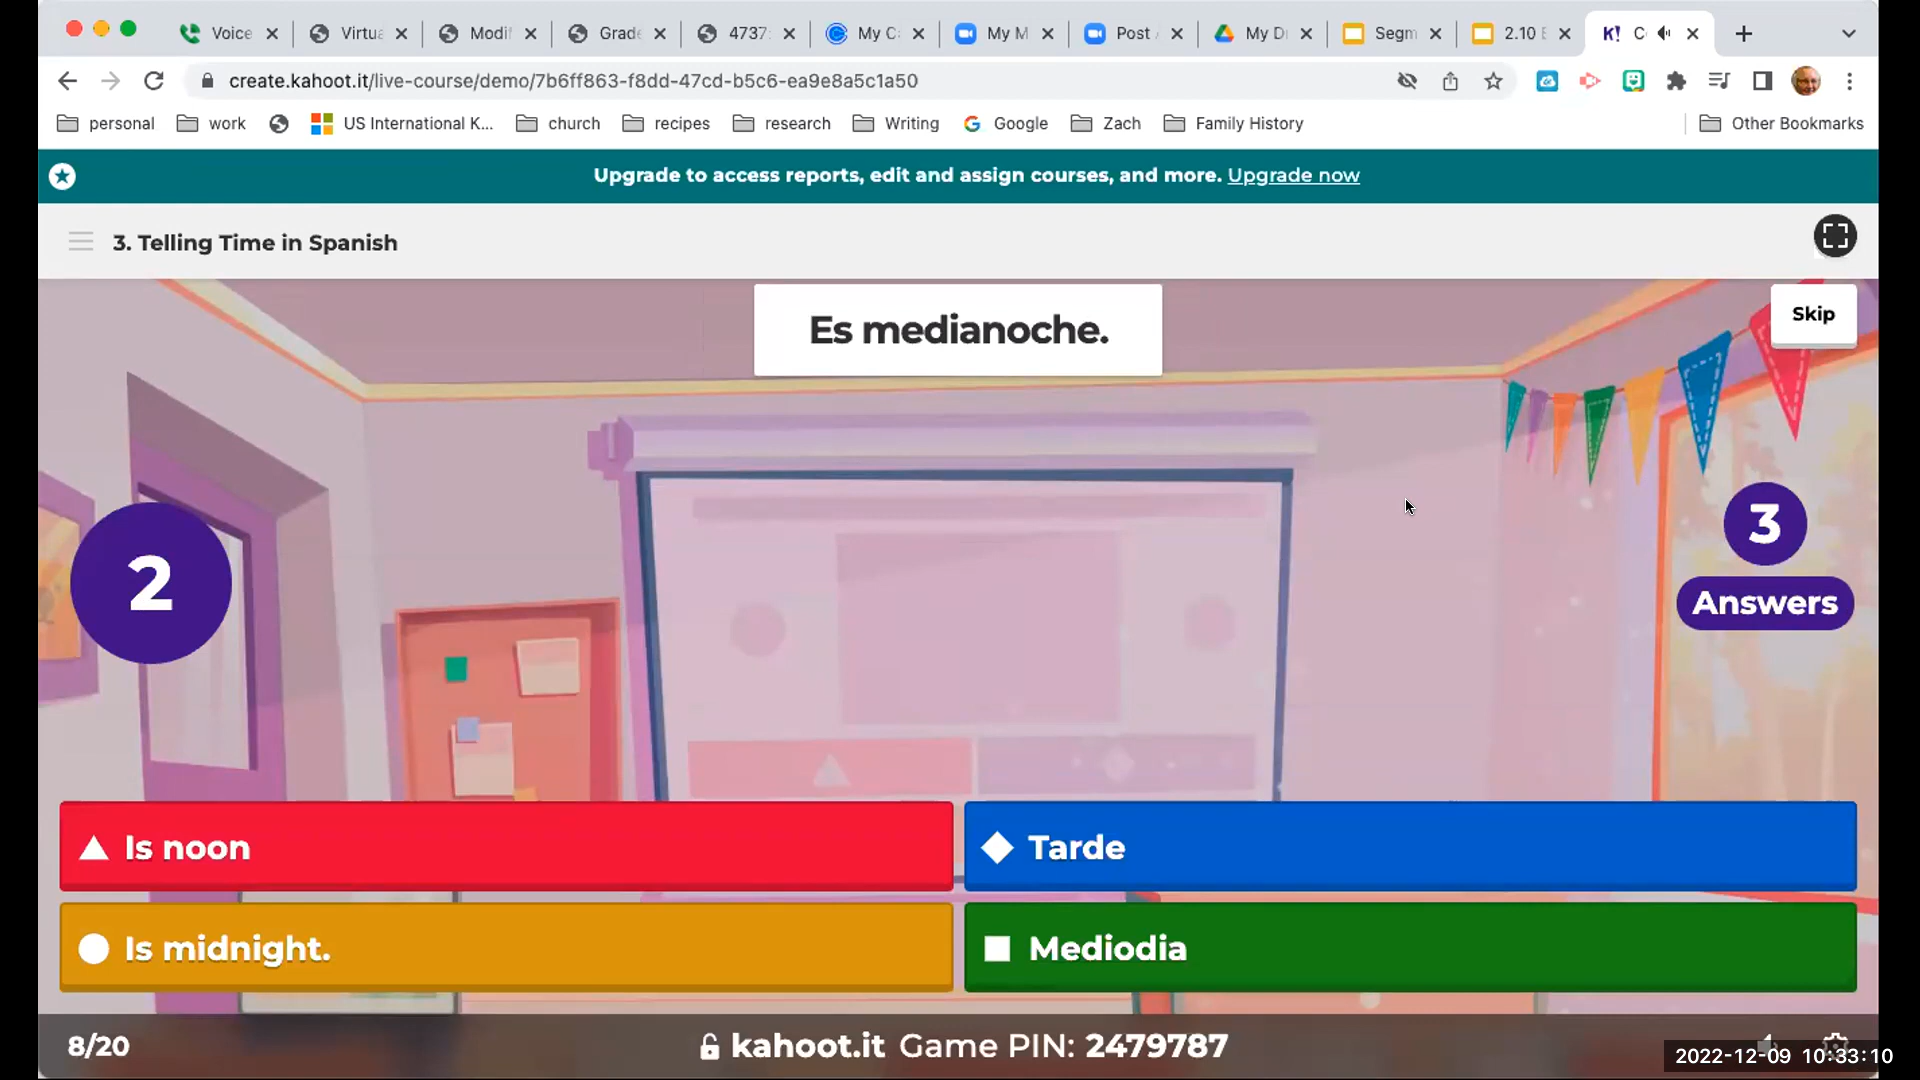 Voice
Virtua
Modif
Grade
4737:
My C
My M
Post
My Di
Segm
2.10
K! C
create.kahoot.it/live-course/demo/7b6ff863-f8dd-47cd-b5c6-ea9e8a5c1a50
personal work US International K... church recipes research Writing Google Zach Family History Other Bookmarks
Upgrade to access reports, edit and assign courses, and more. Upgrade now
3. Telling Time in Spanish
Es medianoche.
Skip
2
3
Answers
Is noon
Tarde
Is midnight.
Mediodia
8/20
kahoot.it Game PIN: 2479787
2022-12-09 10:33:10